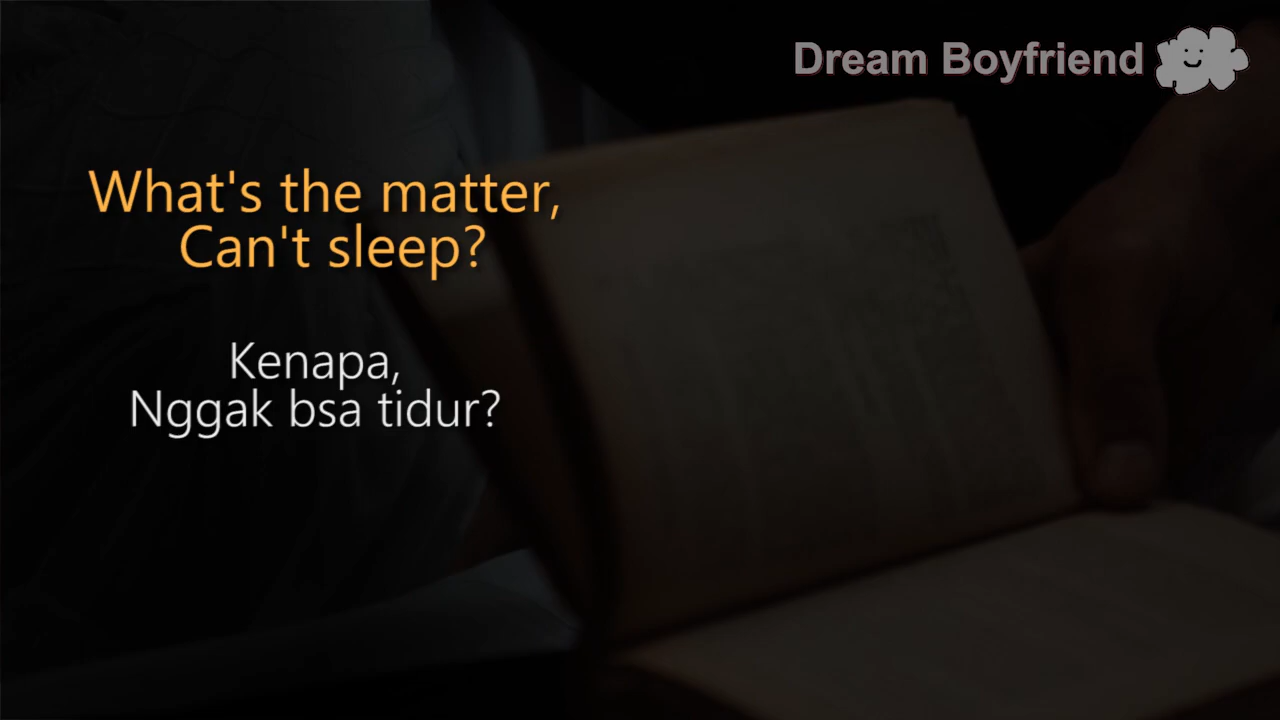 Dream Boyfriend
What's the matter,
Can't sleep?
Kenapa,
Nggak bsa tidur?